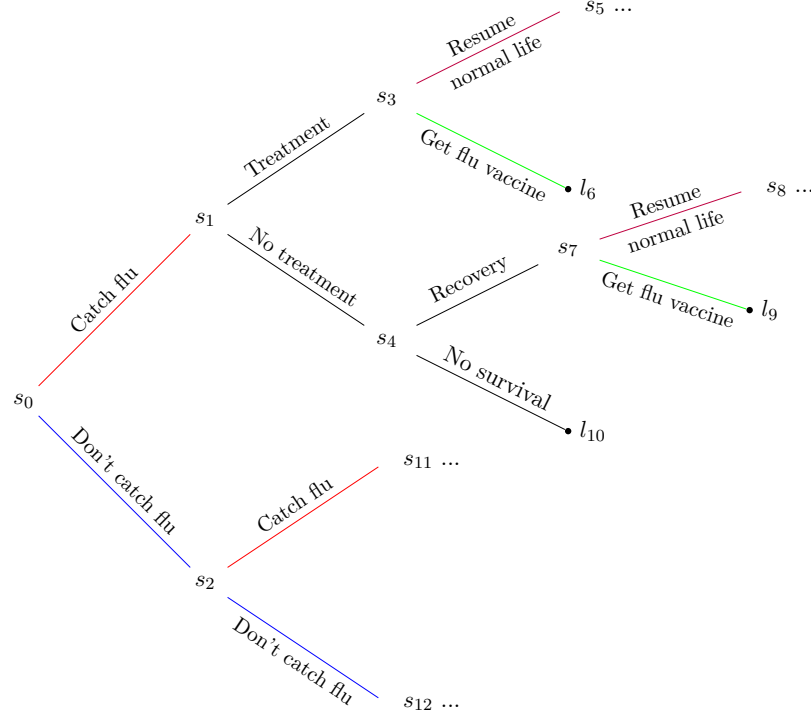 s5 ...
Resume
normal life
s3
Treatment
Get flu vaccine
l6
s8 ...
Resume
normal life
s1
s7
No treatment
Recovery
Get flu vaccine
l9
Catch flu
s4
No survival
s0
l10
Don't catch flu
s11 ...
Catch flu
s2
Don't catch flu
s12 ...